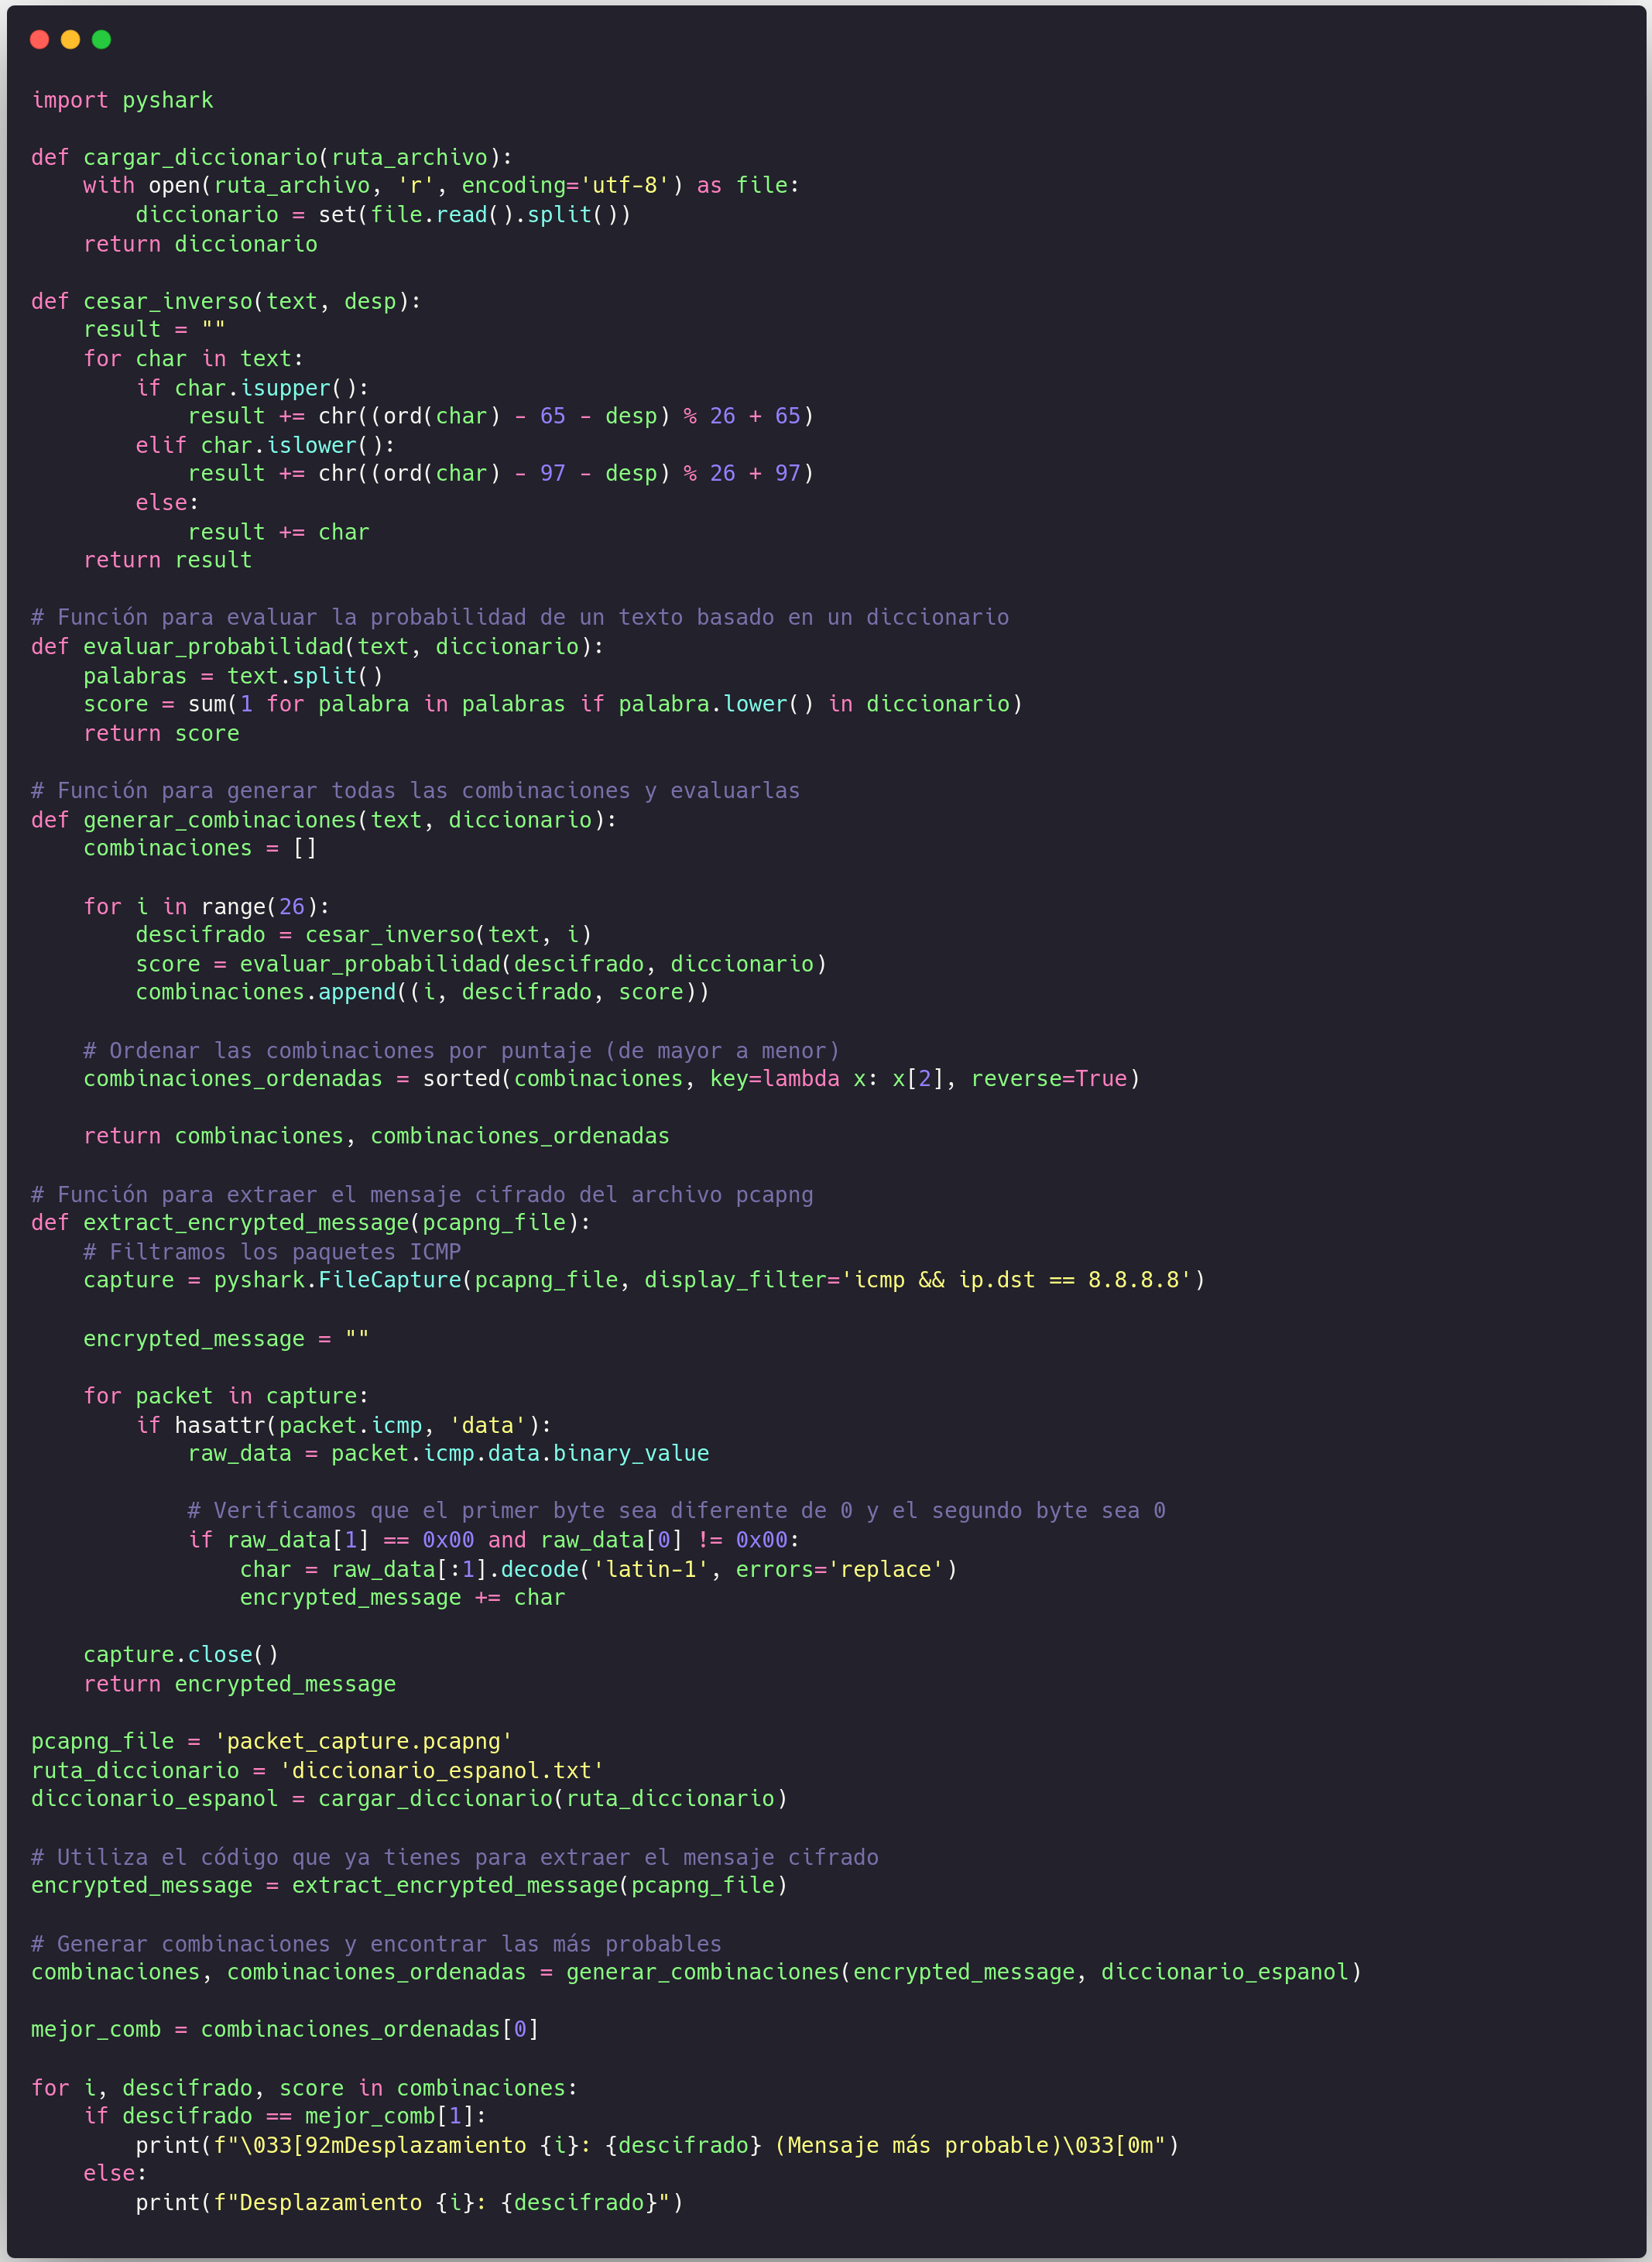 import pyshark

def cargar_diccionario(ruta_archivo):
    with open(ruta_archivo, 'r', encoding='utf-8') as file:
        diccionario = set(file.read().split())
    return diccionario

def cesar_inverso(text, desp):
    result = ""
    for char in text:
        if char.isupper():
            result += chr((ord(char) - 65 - desp) % 26 + 65)
        elif char.islower():
            result += chr((ord(char) - 97 - desp) % 26 + 97)
        else:
            result += char
    return result

# Función para evaluar la probabilidad de un texto basado en un diccionario
def evaluar_probabilidad(text, diccionario):
    palabras = text.split()
    score = sum(1 for palabra in palabras if palabra.lower() in diccionario)
    return score

# Función para generar todas las combinaciones y evaluarlas
def generar_combinaciones(text, diccionario):
    combinaciones = []

    for i in range(26):
        descifrado = cesar_inverso(text, i)
        score = evaluar_probabilidad(descifrado, diccionario)
        combinaciones.append((i, descifrado, score))

    # Ordenar las combinaciones por puntaje (de mayor a menor)
    combinaciones_ordenadas = sorted(combinaciones, key=lambda x: x[2], reverse=True)

    return combinaciones, combinaciones_ordenadas

# Función para extraer el mensaje cifrado del archivo pcapng
def extract_encrypted_message(pcapng_file):
    # Filtramos los paquetes ICMP
    capture = pyshark.FileCapture(pcapng_file, display_filter='icmp && ip.dst == 8.8.8.8')

    encrypted_message = ""

    for packet in capture:
        if hasattr(packet.icmp, 'data'):
            raw_data = packet.icmp.data.binary_value

            # Verificamos que el primer byte sea diferente de 0 y el segundo byte sea 0
            if raw_data[1] == 0x00 and raw_data[0] != 0x00:
                char = raw_data[:1].decode('latin-1', errors='replace')
                encrypted_message += char

    capture.close()
    return encrypted_message

pcapng_file = 'packet_capture.pcapng'
ruta_diccionario = 'diccionario_espanol.txt'
diccionario_espanol = cargar_diccionario(ruta_diccionario)

# Utiliza el código que ya tienes para extraer el mensaje cifrado
encrypted_message = extract_encrypted_message(pcapng_file)

# Generar combinaciones y encontrar las más probables
combinaciones, combinaciones_ordenadas = generar_combinaciones(encrypted_message, diccionario_espanol)

mejor_comb = combinaciones_ordenadas[0]

for i, descifrado, score in combinaciones:
    if descifrado == mejor_comb[1]:
        print(f"\033[92mDesplazamiento {i}: {descifrado} (Mensaje más probable)\033[0m")
    else:
        print(f"Desplazamiento {i}: {descifrado}")